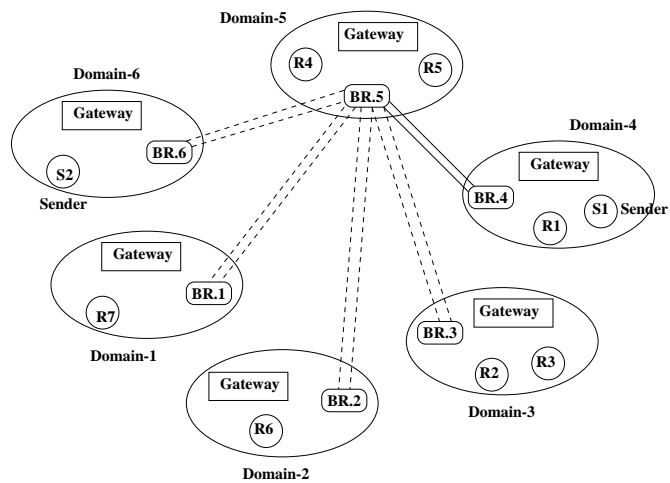 Domain-5
Gateway
R4
R5
BR.5
Domain-6
Gateway
BR.6
S2
Sender
Domain-4
Gateway
BR.4
S1 Sender
R1
Gateway
BR.1
R7
Domain-1
Gateway
BR.3
R3
R2
Domain-3
Gateway
BR.2
R6
Domain-2